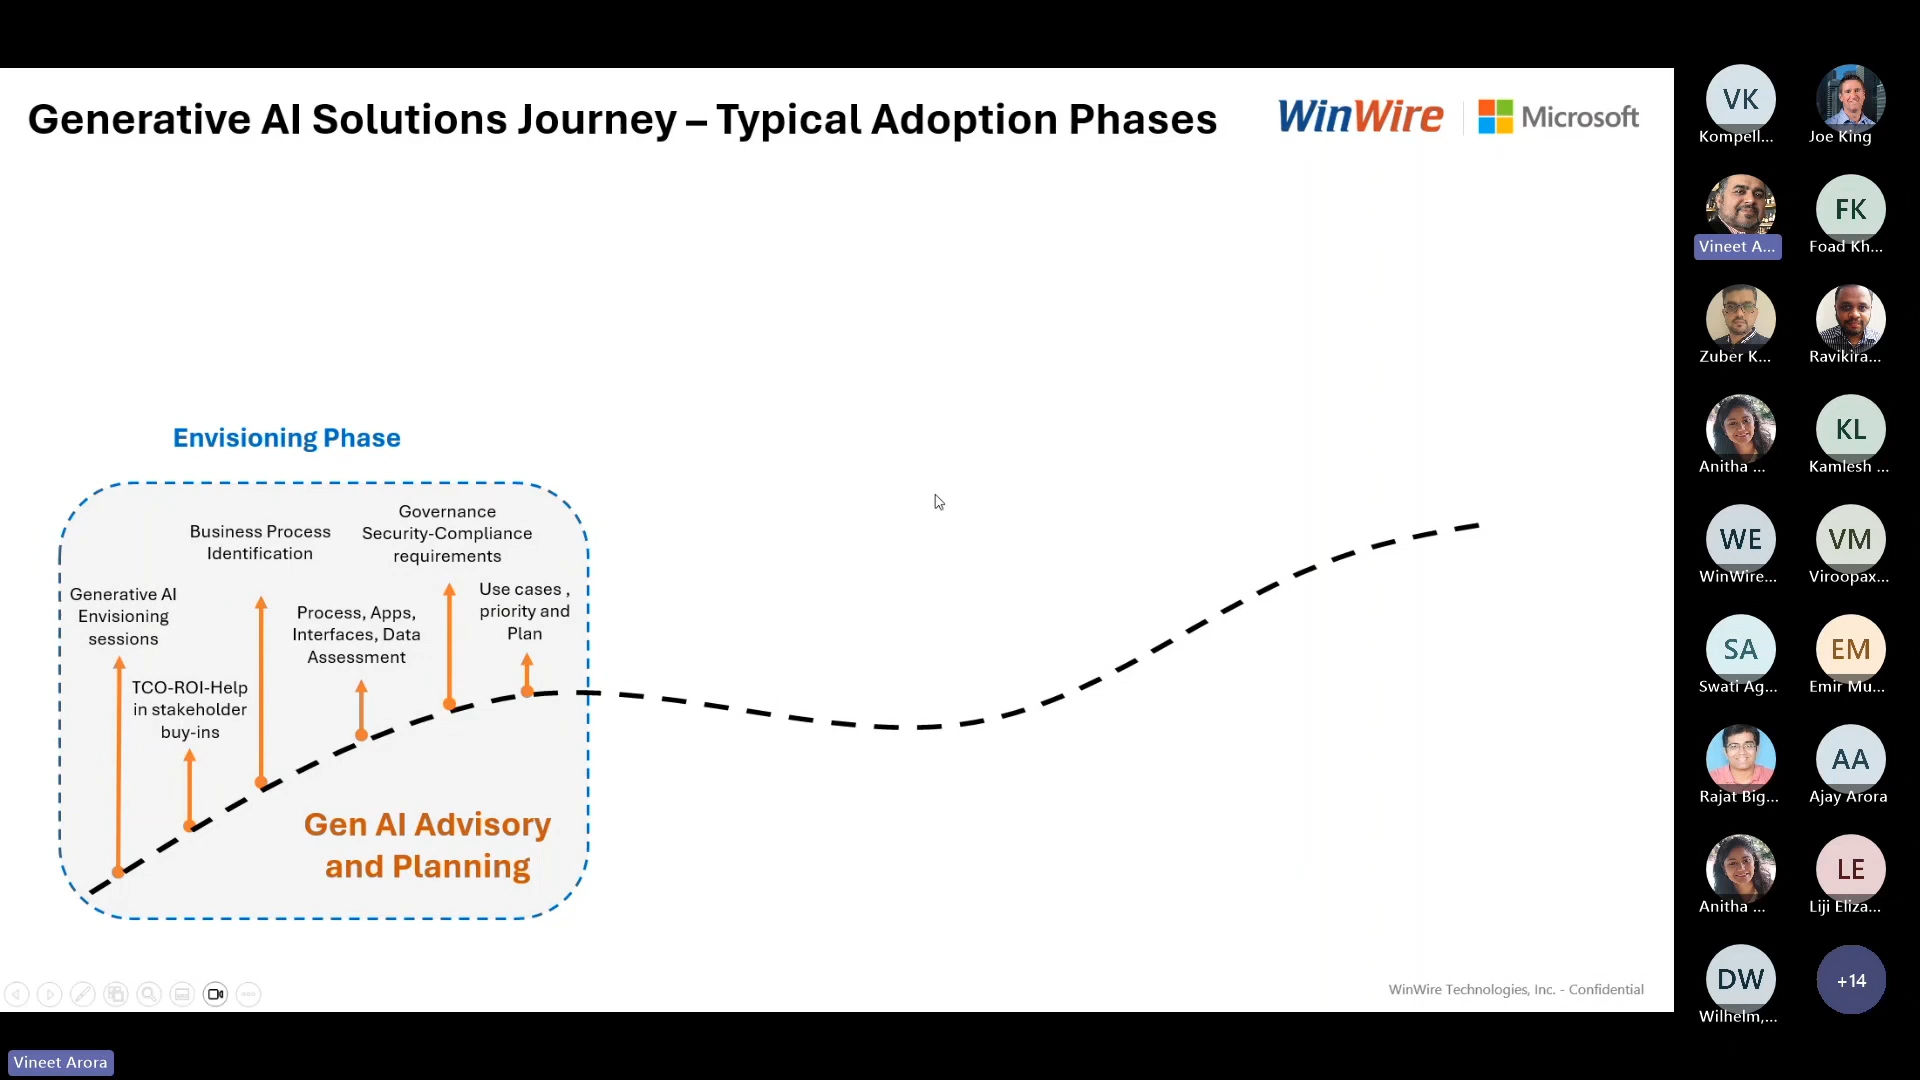 Generative AI Solutions Journey – Typical Adoption Phases
WinWire
Microsoft
Envisioning Phase
Generative AI
Envisioning
sessions
TCO-ROI-Help
in stakeholder
buy-ins
Business Process
Identification
Process, Apps,
Interfaces, Data
Assessment
Governance
Security-Compliance
requirements
Use cases ,
priority and
Plan
Gen AI Advisory
and Planning
WinWire Technologies, Inc. - Confidential
VK
Kompell...
Joe King
Vineet A...
FK
Foad Kh...
Zuber K...
Ravikira...
Anitha ...
KL
Kamlesh ...
WE
WinWire...
VM
Viroopax...
SA
Swati Ag...
EM
Emir Mu...
Rajat Big...
AA
Ajay Arora
Anitha ...
LE
Liji Eliza...
DW
Wilhelm,...
+14
Vineet Arora